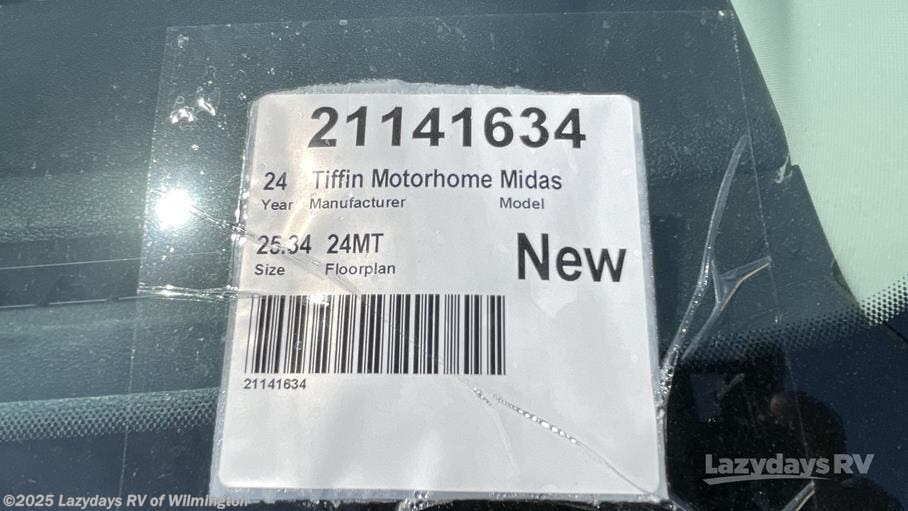 21141634
24 Tiffin Motorhome Midas
Year Manufacturer Model
25.34 24MT New
Size Floorplan
21141634
Lazydays RV
©2025 Lazydays RV of Wilmington